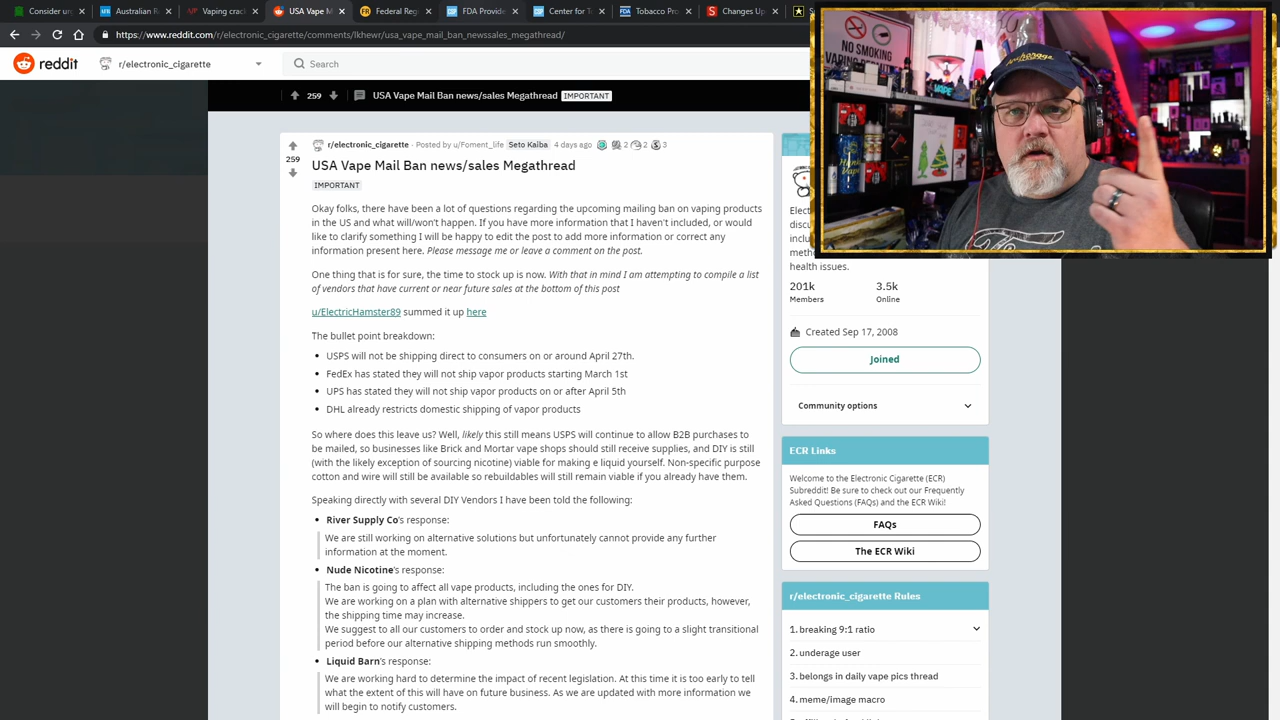 Consider un
Vaping crac
USA Vape M
Federal Reg
FDA Provide
Center for T
Tobacco Pro
Changes Up
https://www.reddit.com/r/electronic_cigarette/comments/lkhewr/usa_vape_mail_ban_newssales_megathread/
reddit
r/electronic_cigarette
Search
259
USA Vape Mail Ban news/sales Megathread IMPORTANT
NO SMOKING
r/electronic_cigarette · Posted by u/Foment_life Seto Kaiba 4 days ago 2 2 3
259
USA Vape Mail Ban news/sales Megathread
IMPORTANT
Okay folks, there have been a lot of questions regarding the upcoming mailing ban on vaping products
in the US and what will/won't happen. If you have more information that I haven't included, or would
like to clarify something I will be happy to edit the post to add more information or correct any
information present here. Please message me or leave a comment on the post.
One thing that is for sure, the time to stock up is now. With that in mind I am attempting to compile a list
of vendors that have current or near future sales at the bottom of this post
u/ElectricHamster89 summed it up here
The bullet point breakdown:
• USPS will not be shipping direct to consumers on or around April 27th.
• FedEx has stated they will not ship vapor products starting March 1st
• UPS has stated they will not ship vapor products on or after April 5th
• DHL already restricts domestic shipping of vapor products
So where does this leave us? Well, likely this still means USPS will continue to allow B2B purchases to
be mailed, so businesses like Brick and Mortar vape shops should still receive supplies, and DIY is still
(with the likely exception of sourcing nicotine) viable for making e liquid yourself. Non-specific purpose
cotton and wire will still be available so rebuildables will still remain viable if you already have them.
Speaking directly with several DIY Vendors I have been told the following:
• River Supply Co's response:
We are still working on alternative solutions but unfortunately cannot provide any further
information at the moment.
• Nude Nicotine's response:
The ban is going to affect all vape products, including the ones for DIY.
We are working on a plan with alternative shippers to get our customers their products, however,
the shipping time may increase.
We suggest to all our customers to order and stock up now, as there is going to a slight transitional
period before our alternative shipping methods run smoothly.
• Liquid Barn's response:
We are working hard to determine the impact of recent legislation. At this time it is too early to tell
what the extent of this will have on future business. As we are updated with more information we
will begin to notify customers.
health issues.
201k
3.5k
Members
Online
Created Sep 17, 2008
Joined
Community options
ECR Links
Welcome to the Electronic Cigarette (ECR)
Subreddit! Be sure to check out our Frequently
Asked Questions (FAQs) and the ECR Wiki!
FAQs
The ECR Wiki
r/electronic_cigarette Rules
1. breaking 9:1 ratio
2. underage user
3. belongs in daily vape pics thread
4. meme/image macro